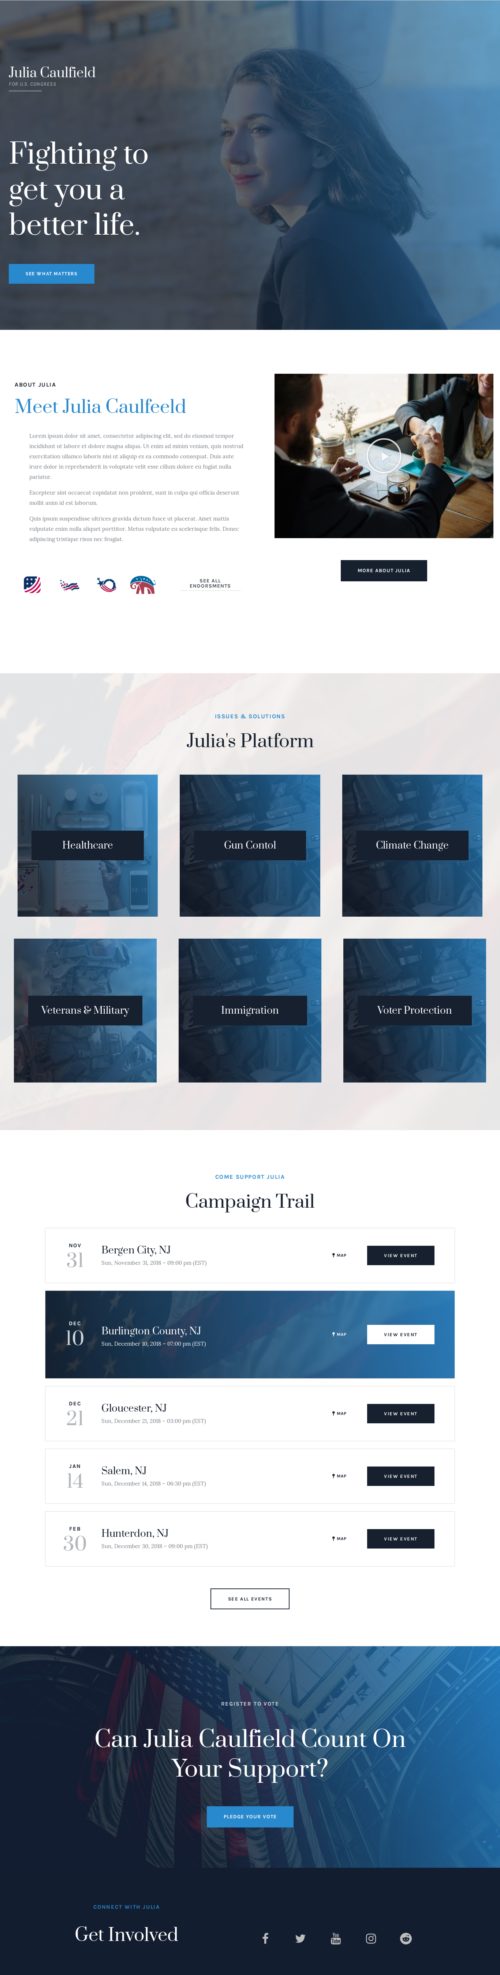 Julia Caulfield
FOR U.S. CONGRESS
Fighting to
get you a
better life.
SEE WHAT MATTERS
ABOUT JULIA
Meet Julia Caulfeeld
Lorem ipsum dolor sit amet, consectetur adipiscing elit, sed do eiusmod tempor
incididunt ut labore et dolore magna aliqua. Ut enim ad minim veniam, quis nostrud
exercitation ullamco laboris nisi ut aliquip ex ea commodo consequat. Duis aute
irure dolor in reprehenderit in voluptate velit esse cillum dolore eu fugiat nulla
pariatur.
Excepteur sint occaecat cupidatat non proident, sunt in culpa qui officia deserunt
mollit anim id est laborum.
Quis ipsum suspendisse ultrices gravida dictum fusce ut placerat. Amet mattis
vulputate enim nulla aliquet porttitor. Metus vulputate eu scelerisque felis. Donec
adipiscing tristique risus nec feugiat.
SEE ALL
ENDORSMENTS
MORE ABOUT JULIA
ISSUES & SOLUTIONS
Julia's Platform
Healthcare
Gun Contol
Climate Change
Veterans & Military
Immigration
Voter Protection
COME SUPPORT JULIA
Campaign Trail
NOV
31
Bergen City, NJ
Sun, November 31, 2018 – 09:00 pm (EST)
MAP
VIEW EVENT
DEC
10
Burlington County, NJ
Sun, December 10, 2018 – 07:00 pm (EST)
MAP
VIEW EVENT
DEC
21
Gloucester, NJ
Sun, December 21, 2018 – 03:00 pm (EST)
MAP
VIEW EVENT
JAN
14
Salem, NJ
Sun, December 14, 2018 – 06:30 pm (EST)
MAP
VIEW EVENT
FEB
30
Hunterdon, NJ
Sun, December 30, 2018 – 09:00 pm (EST)
MAP
VIEW EVENT
SEE ALL EVENTS
REGISTER TO VOTE
Can Julia Caulfield Count On
Your Support?
PLEDGE YOUR VOTE
CONNECT WITH JULIA
Get Involved